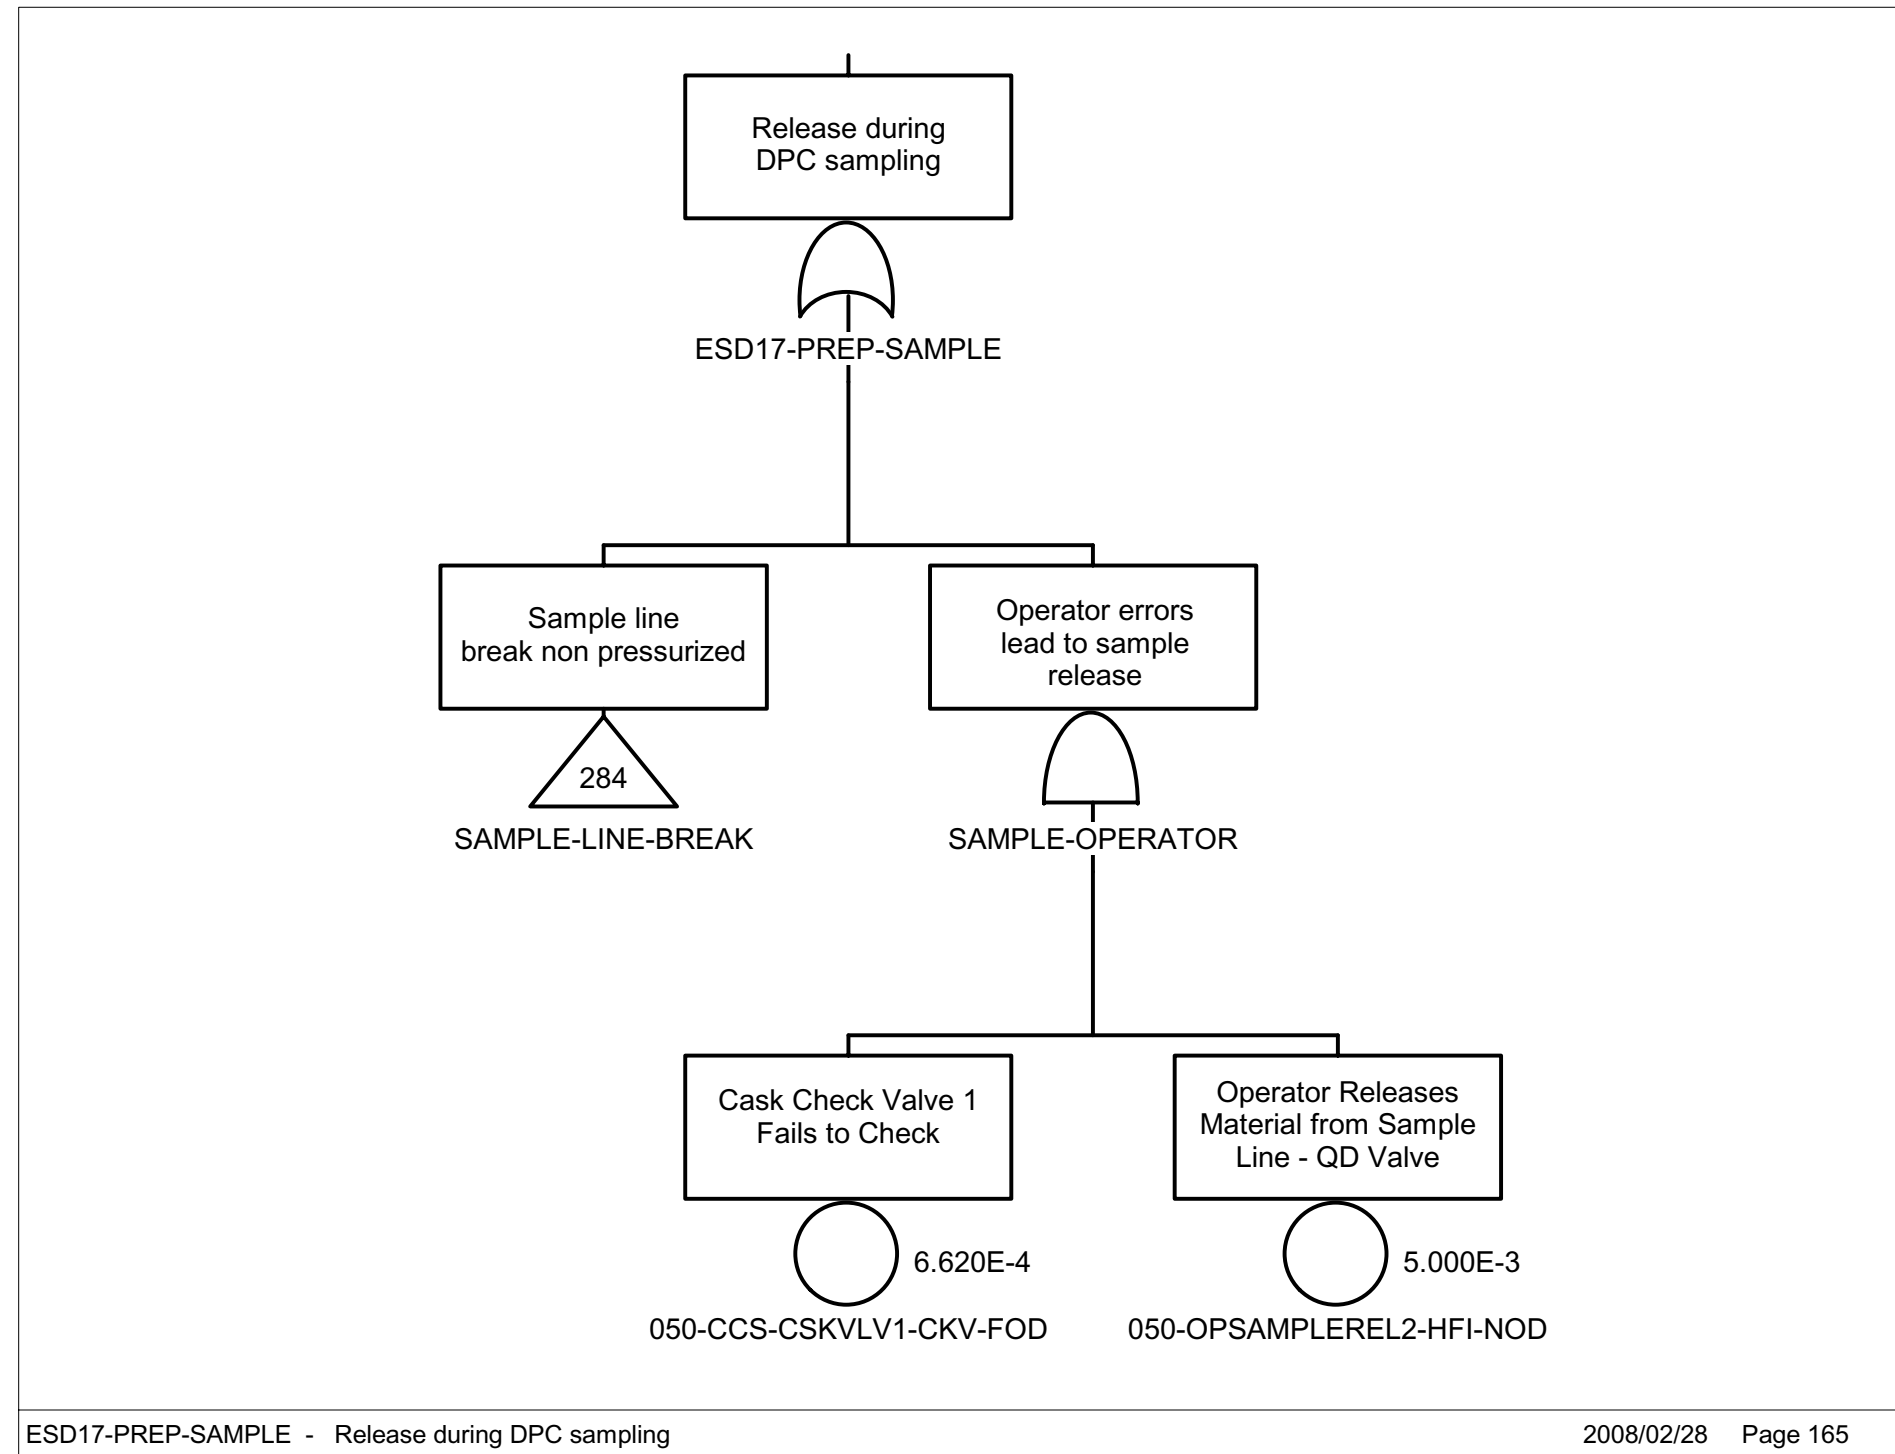 Release during
DPC sampling
ESD17-PREP-SAMPLE
Sample line
break non pressurized
284
SAMPLE-LINE-BREAK
Operator errors
lead to sample
release
SAMPLE-OPERATOR
Cask Check Valve 1
Fails to Check
6.620E-4
050-CCS-CSKVLV1-CKV-FOD
Operator Releases
Material from Sample
Line - QD Valve
5.000E-3
050-OPSAMPLEREL2-HFI-NOD
ESD17-PREP-SAMPLE - Release during DPC sampling
2008/02/28 Page 165